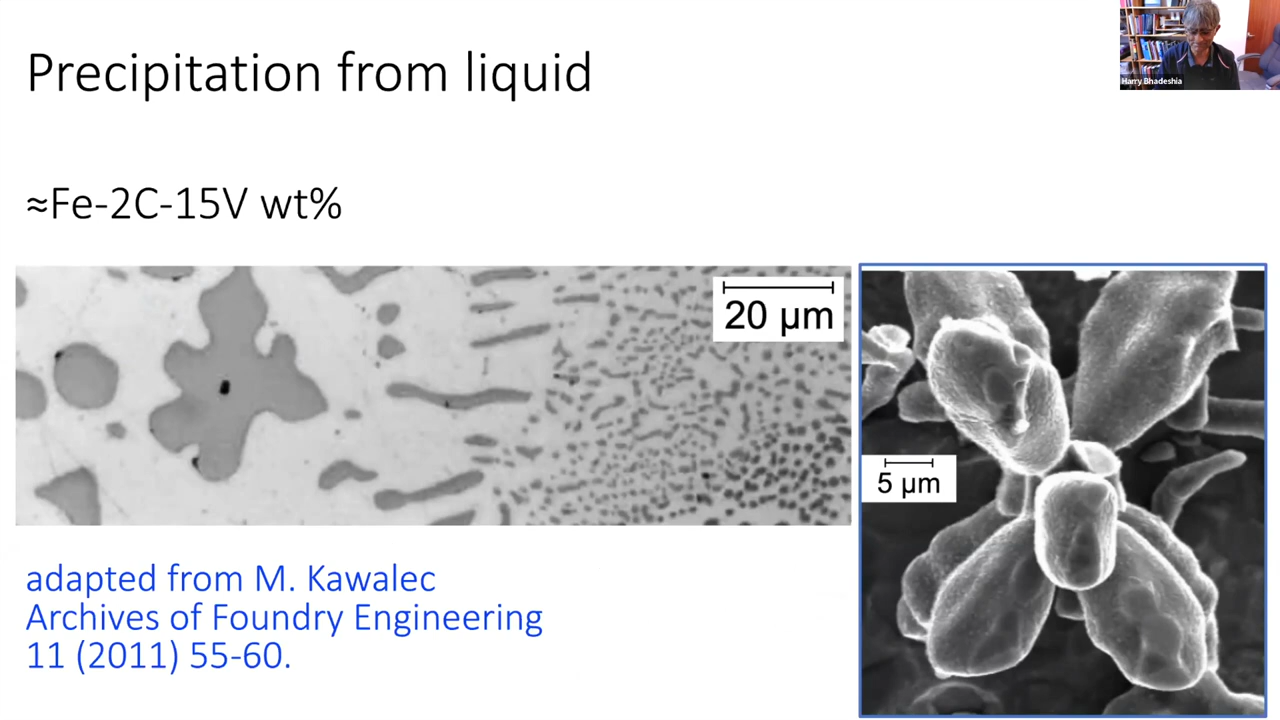 Precipitation from liquid
Harry Bhadeshia
≈Fe-2C-15V wt%
20 µm
5 µm
adapted from M. Kawalec
Archives of Foundry Engineering
11 (2011) 55-60.